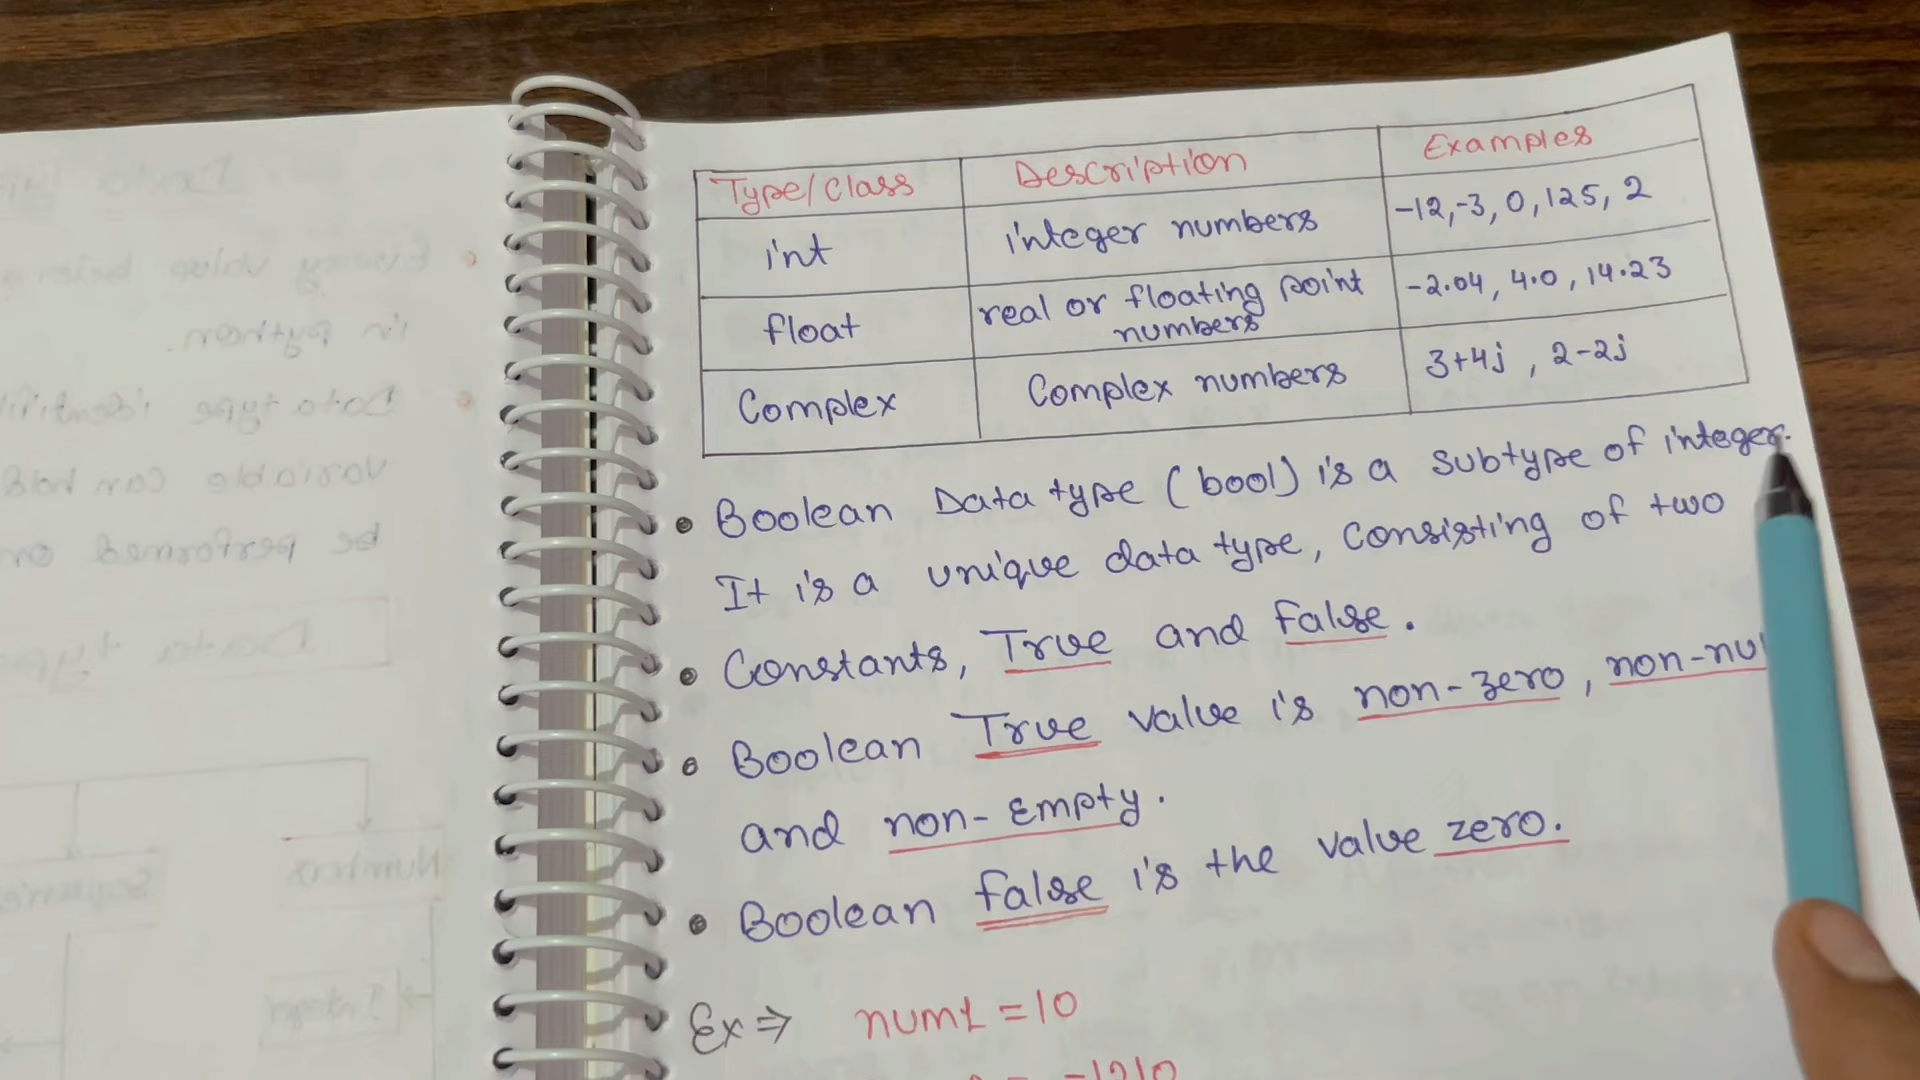 Type/Class Description Examples
int integer numbers -12,-3, 0, 125, 2
float real or floating point numbers -2.04, 4.0, 14.23
Complex Complex numbers 3+4j , 2-2j
• Boolean Data type (bool) is a subtype of integer.
It is a unique data type, Consisting of two
• Constants, True and False.
• Boolean True value is non-zero, non-nu
and non-Empty.
• Boolean false is the value zero.
Ex⇒ num1 = 10